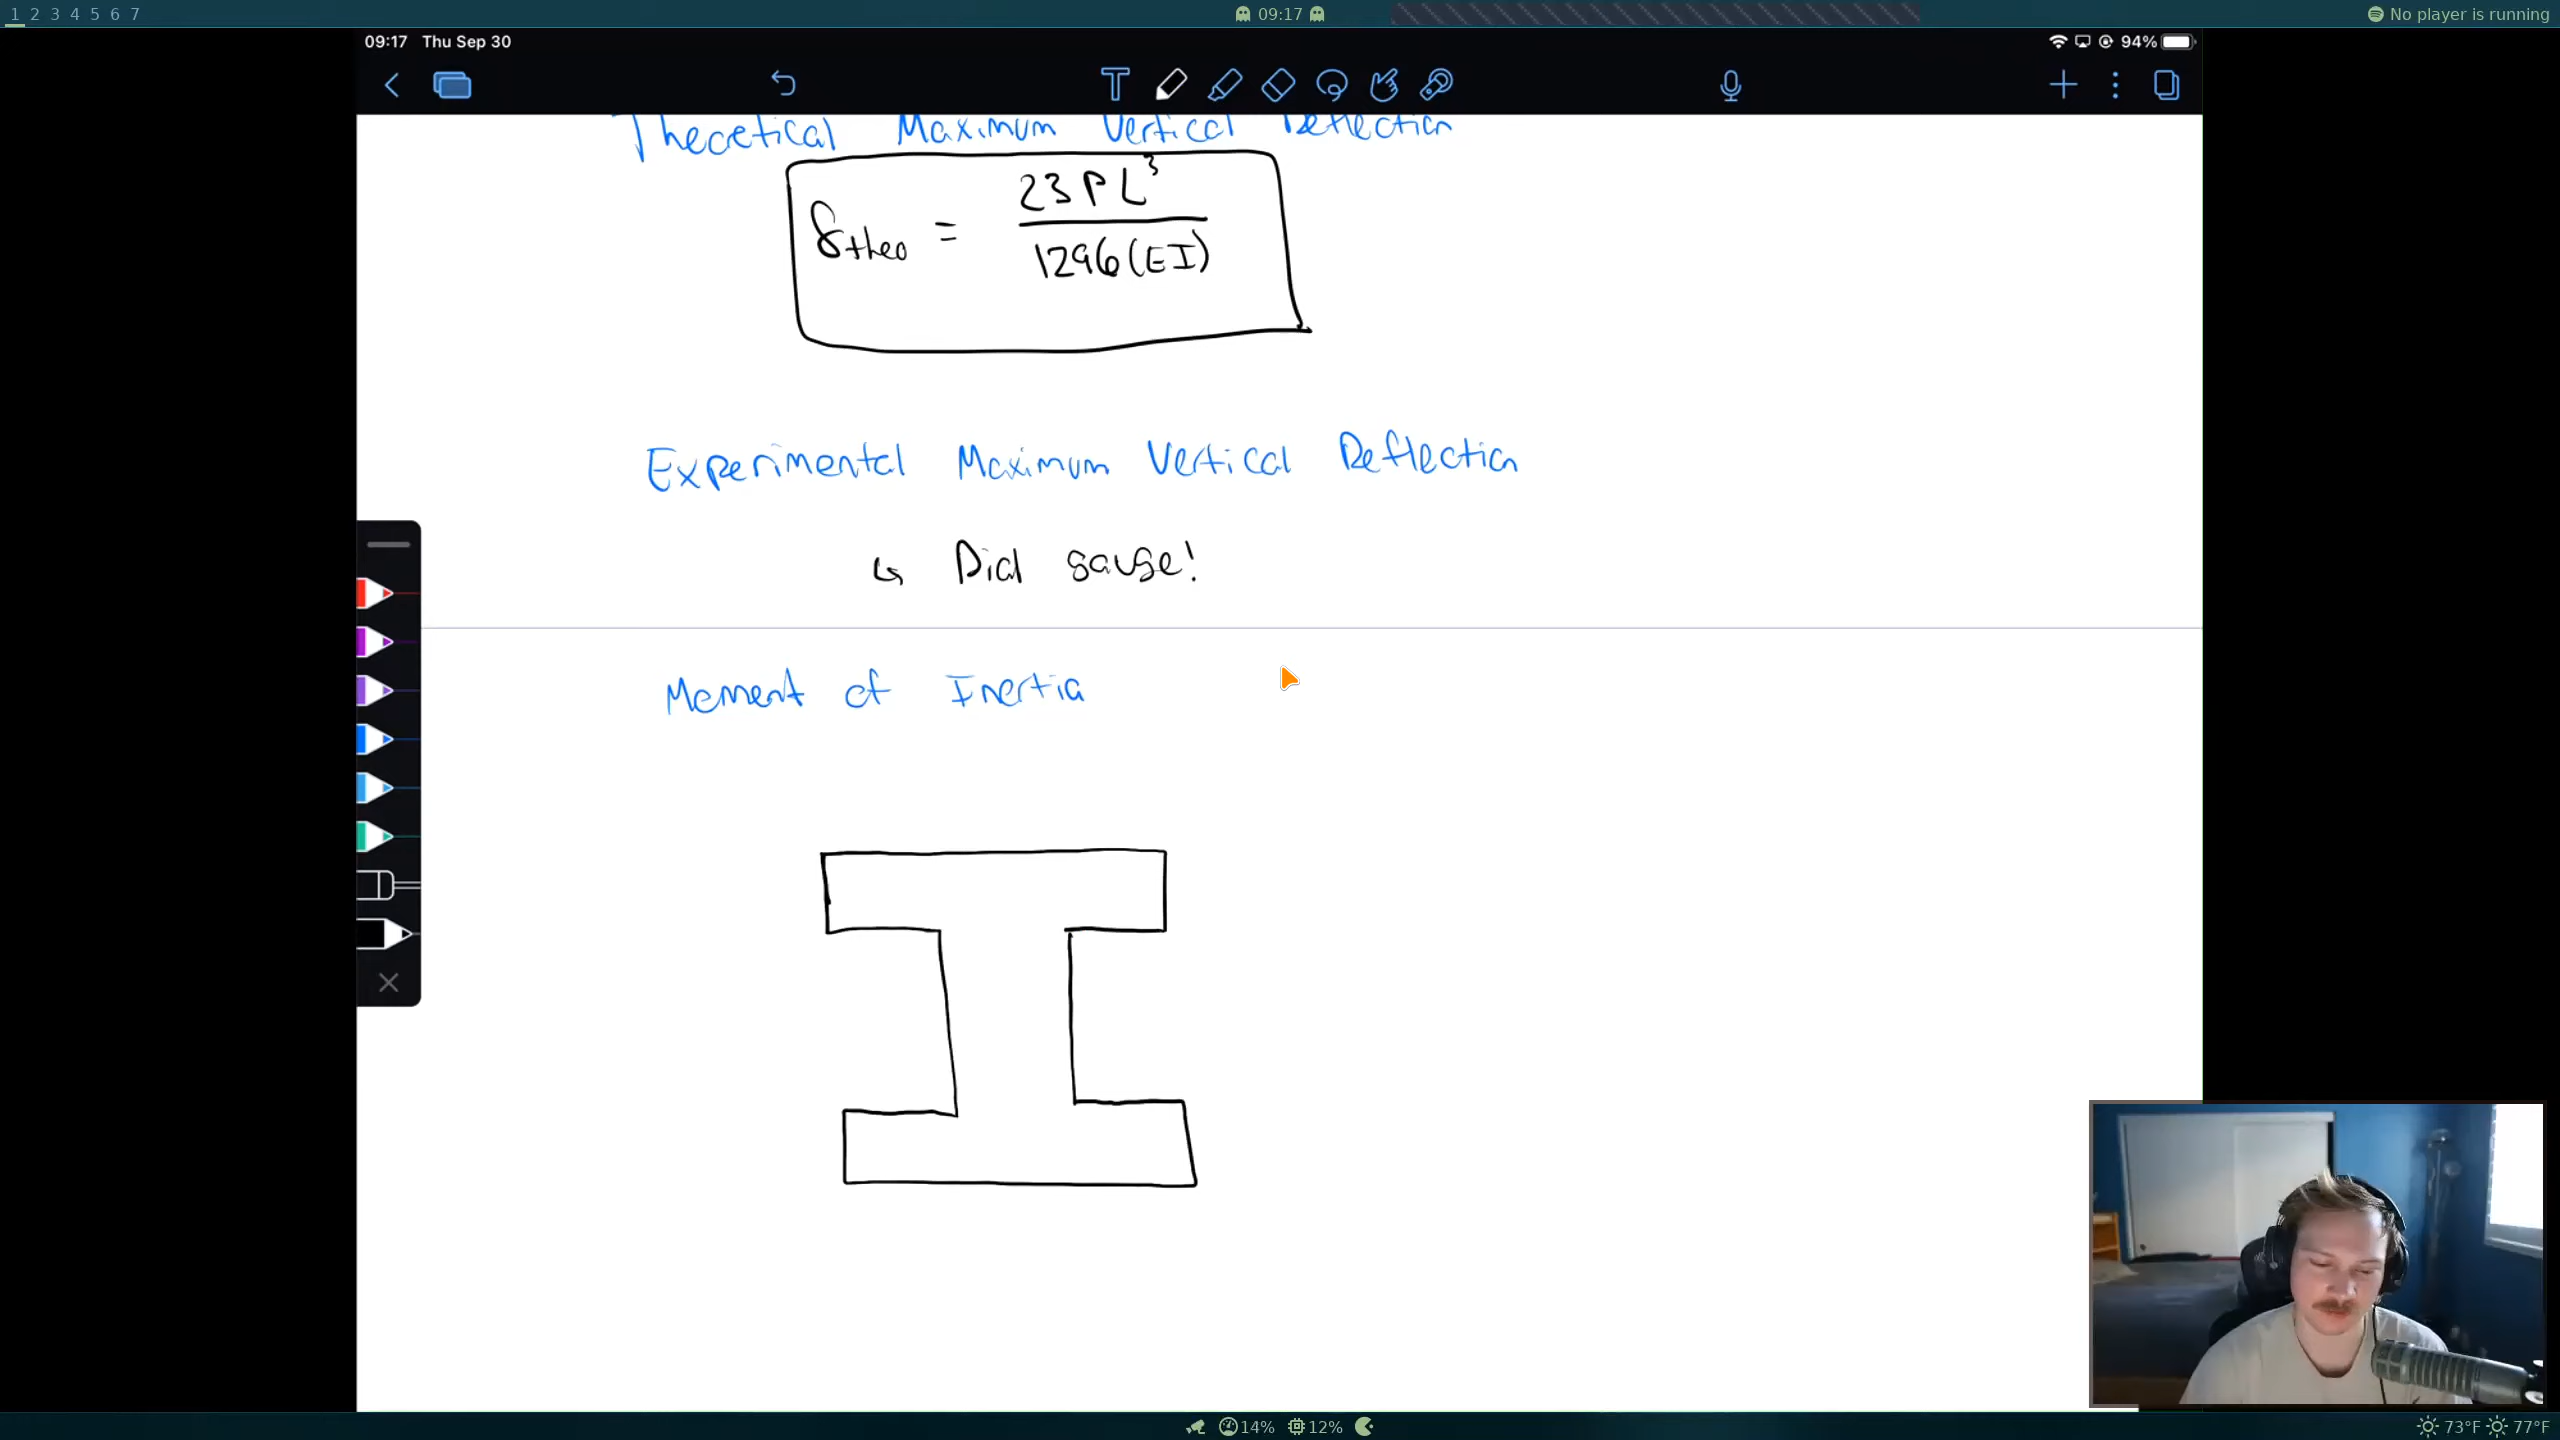 1 2 3 4 5 6 7
09:17
No player is running
09:17 Thu Sep 30
94%
Theoretical Maximum Vertical Deflection
δtheo = 23PL³ / 1296(EI)
Experimental Maximum Vertical Deflection
↳ Dial gauge!
Moment of Inertia
14% 12%
73°F 77°F